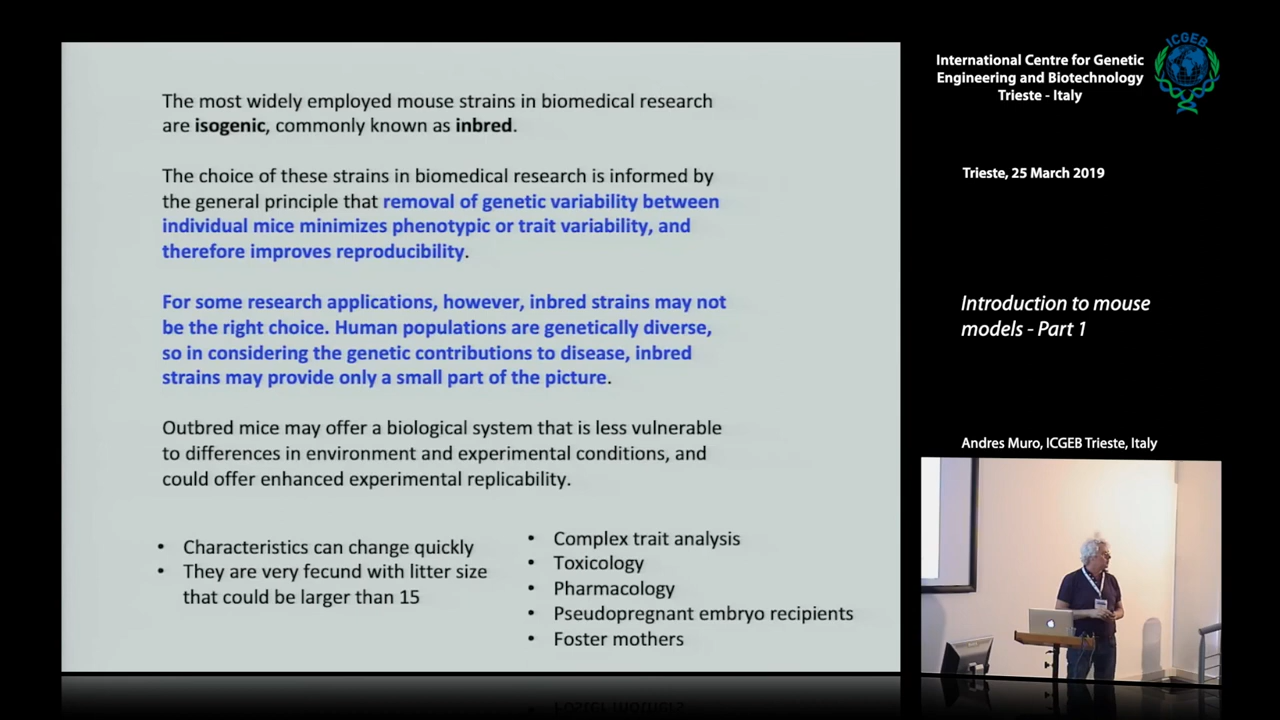 The most widely employed mouse strains in biomedical research
are isogenic, commonly known as inbred.
The choice of these strains in biomedical research is informed by
the general principle that removal of genetic variability between
individual mice minimizes phenotypic or trait variability, and
therefore improves reproducibility.
For some research applications, however, inbred strains may not
be the right choice. Human populations are genetically diverse,
so in considering the genetic contributions to disease, inbred
strains may provide only a small part of the picture.
Outbred mice may offer a biological system that is less vulnerable
to differences in environment and experimental conditions, and
could offer enhanced experimental replicability.
• Characteristics can change quickly
• They are very fecund with litter size
that could be larger than 15
• Complex trait analysis
• Toxicology
• Pharmacology
• Pseudopregnant embryo recipients
• Foster mothers
International Centre for Genetic
Engineering and Biotechnology
Trieste - Italy
ICGEB
Trieste, 25 March 2019
Introduction to mouse
models - Part 1
Andres Muro, ICGEB Trieste, Italy